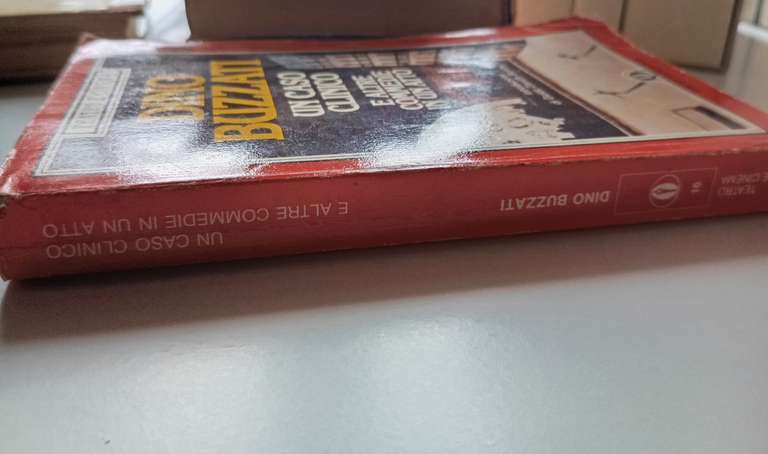 DINO
BUZZATI
UN CASO
CLINICO
E ALTRE
COMMEDIE
IN UN ATTO
UN CASO CLINICO
E ALTRE COMMEDIE IN UN ATTO
DINO BUZZATI
10
TEATRO
E CINEMA